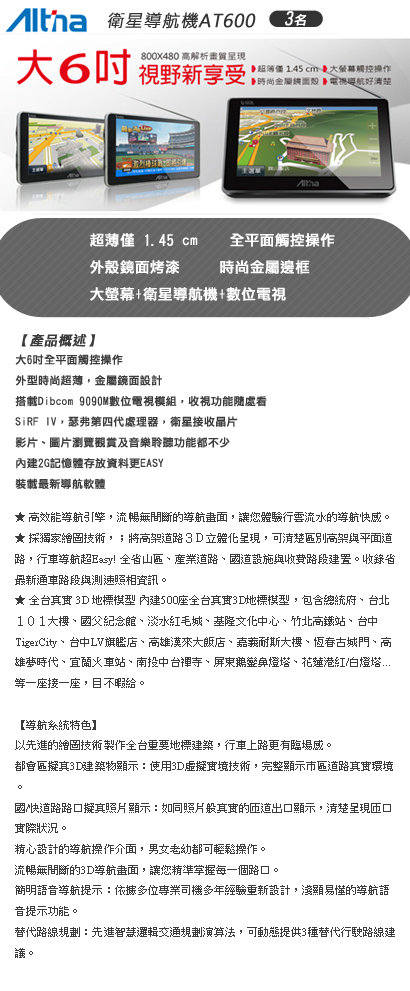 Altina 衛星導航機AT600 3名
大6吋 800X480 高解析畫質呈現
視野新享受
超薄僅 1.45 cm 大螢幕觸控操作
時尚金屬鏡面殼 電視導航好清楚
主選單
Altina
超薄僅 1.45 cm 全平面觸控操作
外殼鏡面烤漆 時尚金屬邊框
大螢幕+衛星導航機+數位電視
【產品概述】
大6吋全平面觸控操作
外型時尚超薄，金屬鏡面設計
搭載Dibcom 9090M數位電視模組，收視功能隨處看
SiRF IV，瑟弗第四代處理器，衛星接收晶片
影片、圖片瀏覽觀賞及音樂聆聽功能都不少
內建2G記憶體存放資料更EASY
裝載最新導航軟體
★ 高效能導航引擎，流暢無間斷的導航畫面，讓您體驗行雲流水的導航快感。
★ 採獨家繪圖技術，；將高架道路３Ｄ立體化呈現，可清楚區別高架與平面道
路，行車導航超Easy! 全省山區、產業道路、國道設施與收費路段建置。收錄省
最新通車路段與測速照相資訊。
★ 全台真實 3D 地標模型 內建500座全台真實3D地標模型，包含總統府、台北
１０１大樓、國父紀念館、淡水紅毛城、基隆文化中心、竹北高鐵站、台中
TigerCity、台中LV旗艦店、高雄漢來大飯店、嘉義耐斯大樓、恆春古城門、高
雄夢時代、宜蘭火車站、南投中台禪寺、屏東鵝鑾鼻燈塔、花蓮港紅/白燈塔...
等一座接一座，目不暇給。
【導航系統特色】
以先進的繪圖技術製作全台重要地標建築，行車上路更有臨場感。
都會區擬真3D建築物顯示：使用3D虛擬實境技術，完整顯示市區道路真實環境
。
國/快道路路口擬真照片顯示：如同照片般真實的匝道出口顯示，清楚呈現匝口
實際狀況。
精心設計的導航操作介面，男女老幼都可輕鬆操作。
流暢無間斷的3D導航畫面，讓您精準掌握每一個路口。
簡明語音導航提示：依據多位專業司機多年經驗重新設計，淺顯易懂的導航語
音提示功能。
替代路線規劃：先進智慧邏輯交通規劃演算法，可動態提供3種替代行駛路線建
議。